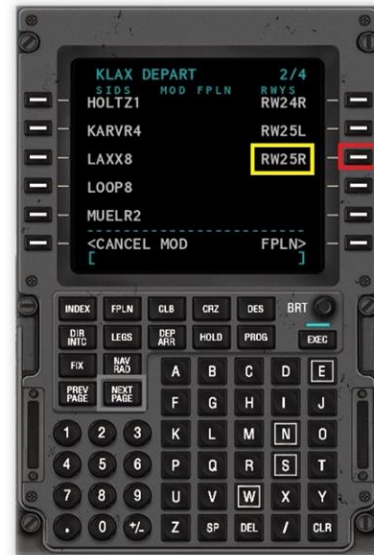 KLAX DEPART 2/4
SIDS MOD FPLN RWYS
HOLTZ1 RW24R
KARVR4 RW25L
LAXX8 RW25R
LOOP8
MUELR2
<CANCEL MOD FPLN>
[ ]
INDEX FPLN CLB CRZ DES BRT
DIR INTC LEGS DEP ARR HOLD PROG EXEC
FIX NAV RAD
PREV PAGE NEXT PAGE
A B C D E
F G H I J
1 2 3 K L M N O
4 5 6 P Q R S T
7 8 9 U V W X Y
. 0 +/- Z SP DEL / CLR